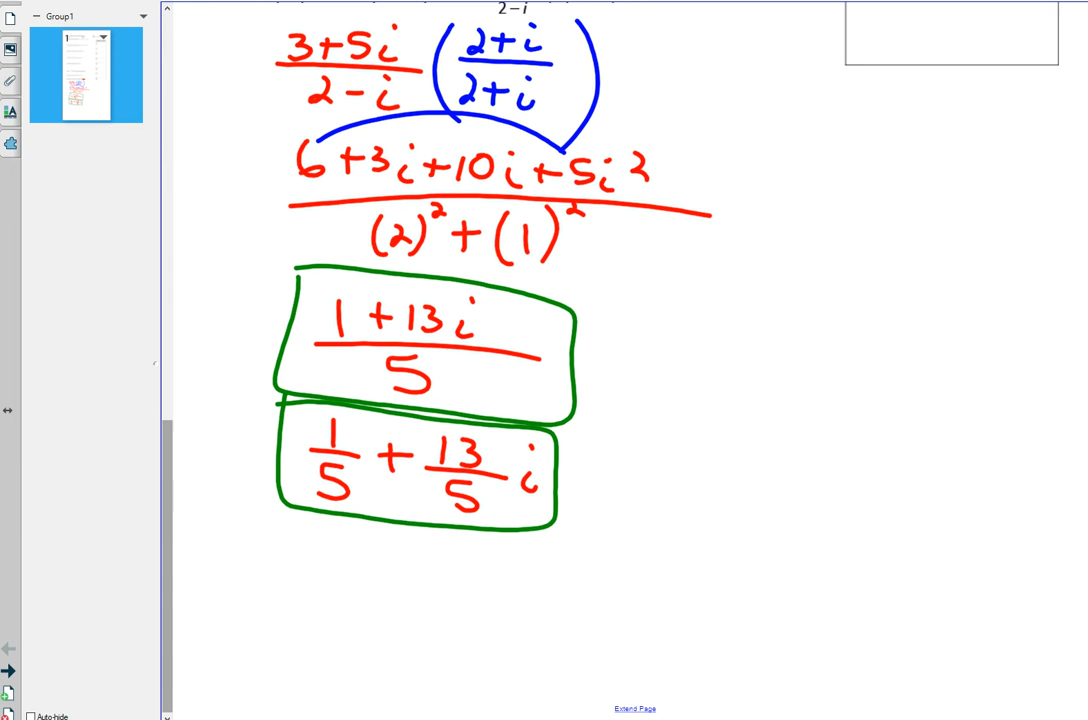 Group1
1
2 – i
3+5i / 2-i (2+i / 2+i)
6+3i+10i+5i²
(2)² + (1)²
1+13i / 5
1/5 + 13/5 i
Extend Page
Auto-hide